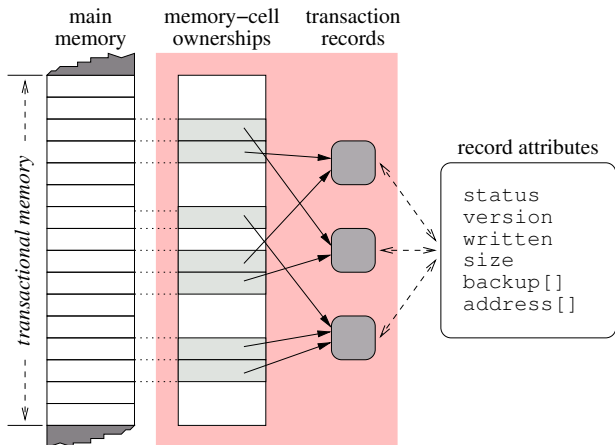 main
memory
memory-cell
ownerships
transaction
records
transactional memory
record attributes
status
version
written
size
backup[]
address[]